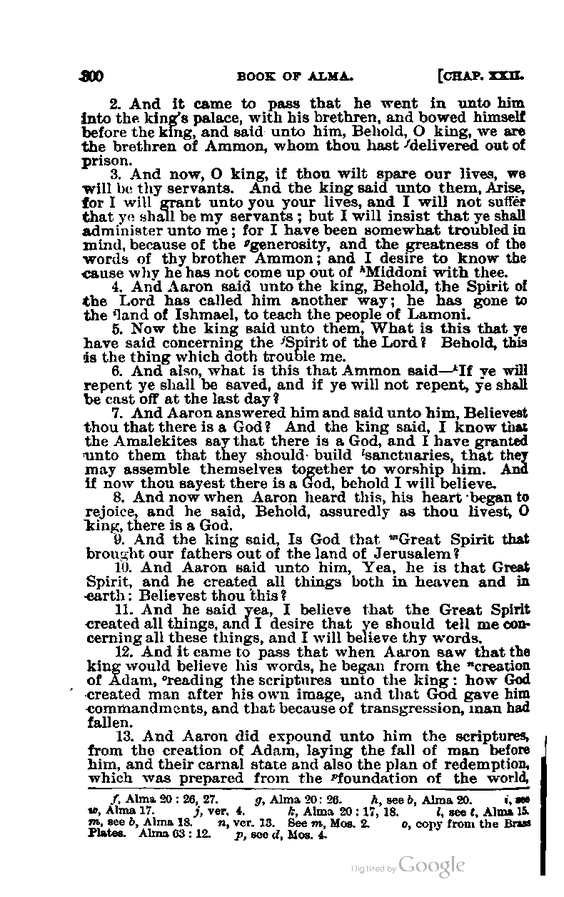 300 BOOK OF ALMA. [CHAP. XXII.
2. And it came to pass that he went in unto him
into the king's palace, with his brethren, and bowed himself
before the king, and said unto him, Behold, O king, we are
the brethren of Ammon, whom thou hast fdelivered out of
prison.
3. And now, O king, if thou wilt spare our lives, we
will be thy servants. And the king said unto them, Arise,
for I will grant unto you your lives, and I will not suffer
that ye shall be my servants; but I will insist that ye shall
administer unto me; for I have been somewhat troubled in
mind, because of the ggenerosity, and the greatness of the
words of thy brother Ammon; and I desire to know the
cause why he has not come up out of hMiddoni with thee.
4. And Aaron said unto the king, Behold, the Spirit of
the Lord has called him another way; he has gone to
the iland of Ishmael, to teach the people of Lamoni.
5. Now the king said unto them, What is this that ye
have said concerning the jSpirit of the Lord? Behold, this
is the thing which doth trouble me.
6. And also, what is this that Ammon said—kIf ye will
repent ye shall be saved, and if ye will not repent, ye shall
be cast off at the last day?
7. And Aaron answered him and said unto him, Believest
thou that there is a God? And the king said, I know that
the Amalekites say that there is a God, and I have granted
unto them that they should build lsanctuaries, that they
may assemble themselves together to worship him. And
if now thou sayest there is a God, behold I will believe.
8. And now when Aaron heard this, his heart began to
rejoice, and he said, Behold, assuredly as thou livest, O
king, there is a God.
9. And the king said, Is God that mGreat Spirit that
brought our fathers out of the land of Jerusalem?
10. And Aaron said unto him, Yea, he is that Great
Spirit, and he created all things both in heaven and in
earth: Believest thou this?
11. And he said yea, I believe that the Great Spirit
created all things, and I desire that ye should tell me con-
cerning all these things, and I will believe thy words.
12. And it came to pass that when Aaron saw that the
king would believe his words, he began from the ncreation
of Adam, oreading the scriptures unto the king: how God
created man after his own image, and that God gave him
commandments, and that because of transgression, man had
fallen.
13. And Aaron did expound unto him the scriptures,
from the creation of Adam, laying the fall of man before
him, and their carnal state and also the plan of redemption,
which was prepared from the pfoundation of the world,
f, Alma 20: 26, 27. g, Alma 20: 26. h, see b, Alma 20. i, see
w, Alma 17. j, ver. 4. k, Alma 20: 17, 18. l, see t, Alma 15.
m, see b, Alma 18. n, ver. 13. See m, Mos. 2. o, copy from the Brass
Plates. Alma 63: 12. p, see d, Mos. 4.
Digitized by Google